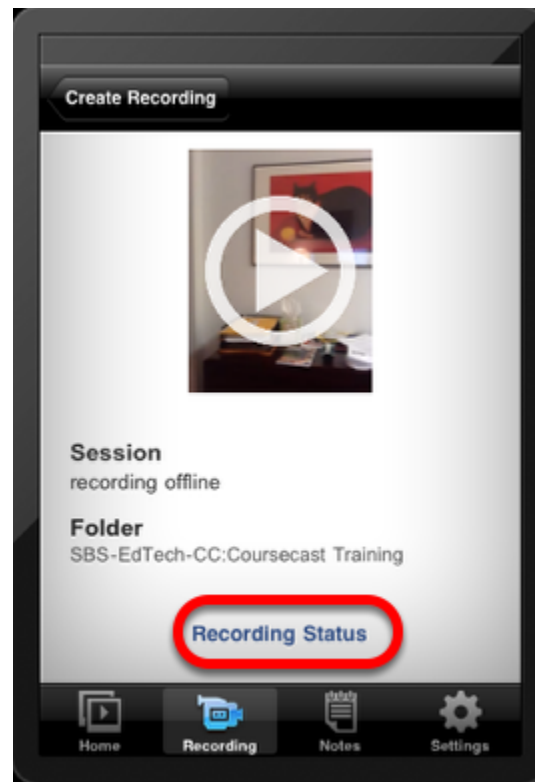 Create Recording
Session
recording offline
Folder
SBS-EdTech-CC:Coursecast Training
Recording Status
Home Recording Notes Settings